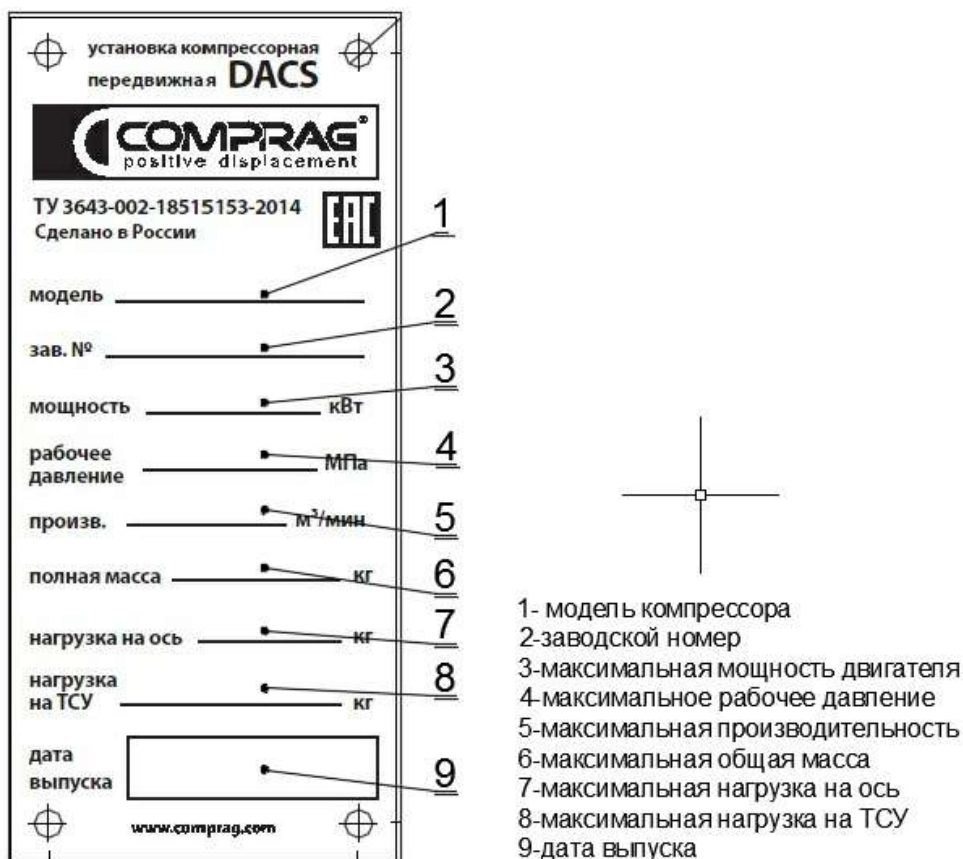 установка компрессорная
передвижная DACS
COMPRAG®
positive displacement
ТУ 3643-002-18515153-2014
Сделано в России
EAC
1
модель
2
зав. №
3
мощность кВт
4
рабочее
давление МПа
5
произв. м³/мин
6
полная масса кг
7
нагрузка на ось кг
8
нагрузка
на ТСУ кг
9
дата
выпуска
www.comprag.com
1- модель компрессора
2-заводской номер
3-максимальная мощность двигателя
4-максимальное рабочее давление
5-максимальная производительность
6-максимальная общая масса
7-максимальная нагрузка на ось
8-максимальная нагрузка на ТСУ
9-дата выпуска